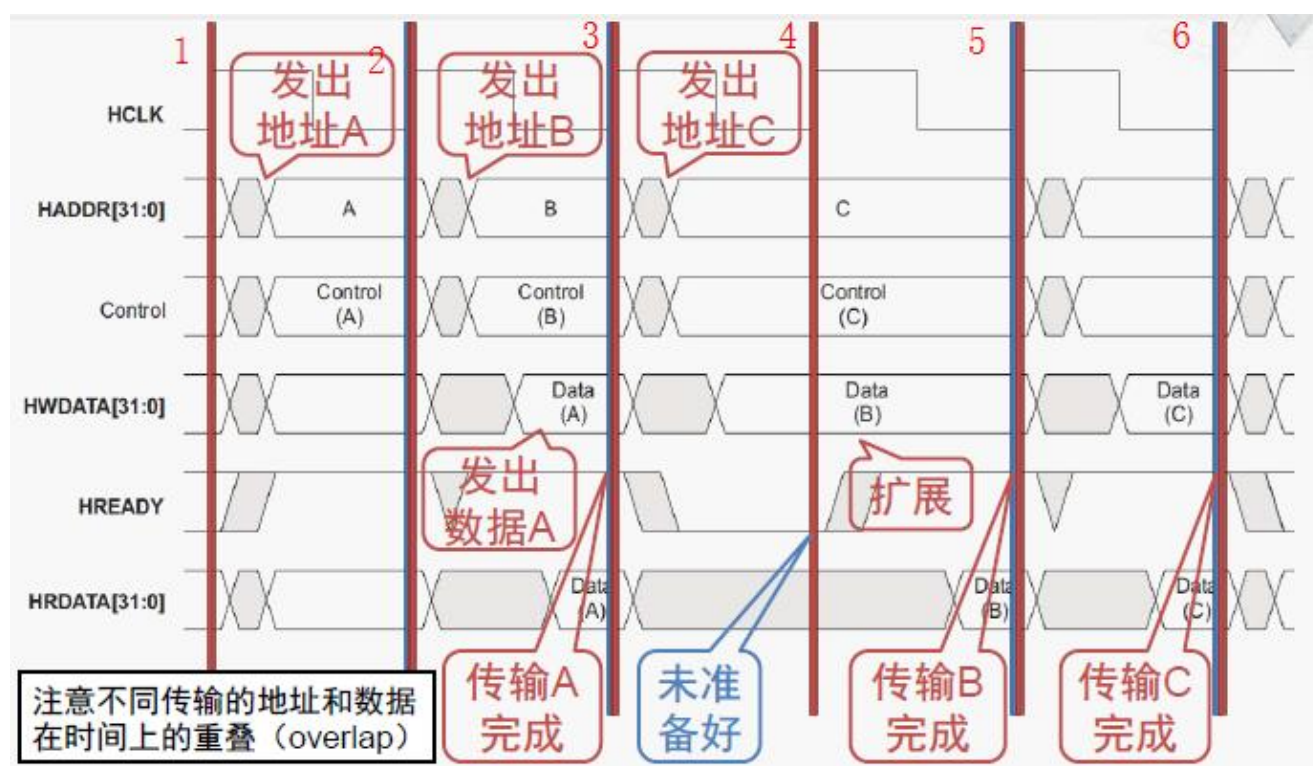 1
2
3
4
5
6
发出
地址A
发出
地址B
发出
地址C
HCLK
HADDR[31:0]
A
B
C
Control
Control
(A)
Control
(B)
Control
(C)
HWDATA[31:0]
Data
(A)
Data
(B)
Data
(C)
发出
数据A
扩展
HREADY
HRDATA[31:0]
Data
(A)
Data
(B)
Data
(C)
注意不同传输的地址和数据
在时间上的重叠（overlap）
传输A
完成
未准
备好
传输B
完成
传输C
完成